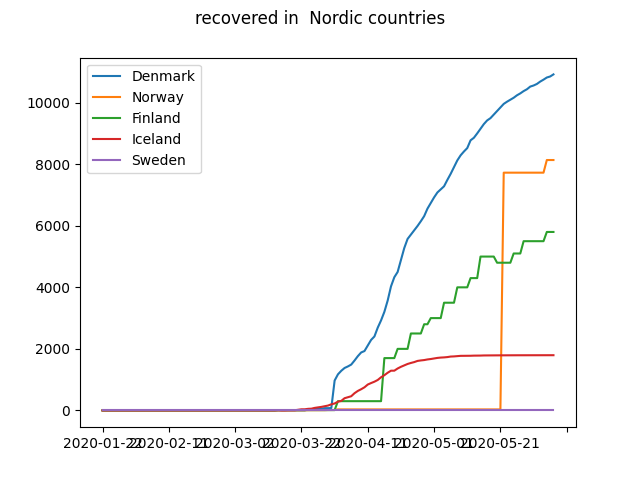 recovered in  Nordic countries
Denmark
Norway
Finland
Iceland
Sweden
10000
8000
6000
4000
2000
0
2020-01-22 2020-02-11 2020-03-02 2020-03-22 2020-04-11 2020-05-01 2020-05-21